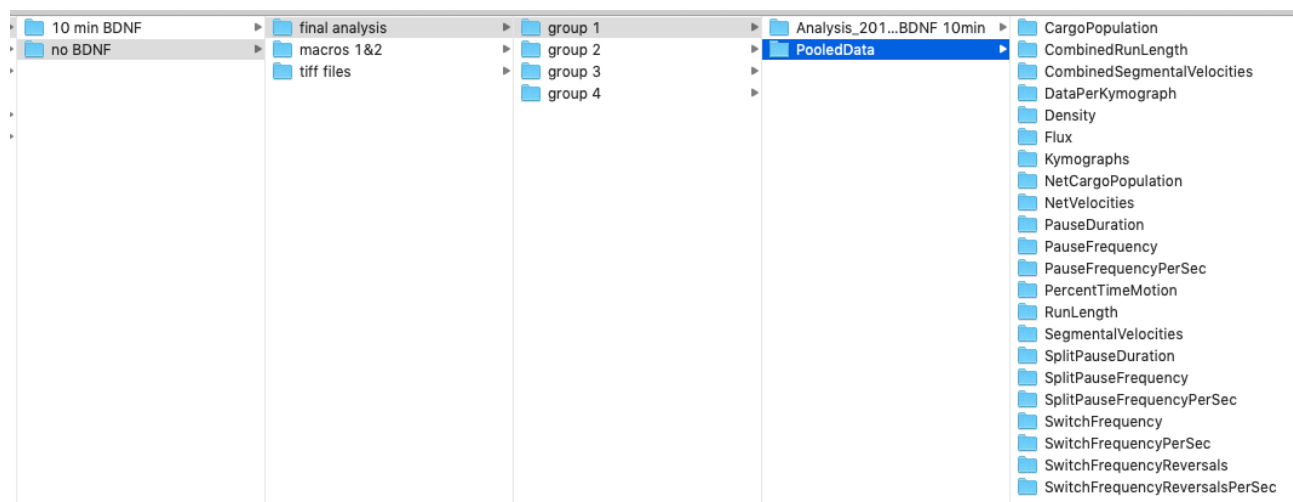 10 min BDNF
no BDNF
final analysis
macros 1&2
tiff files
group 1
group 2
group 3
group 4
Analysis_201...BDNF 10min
PooledData
CargoPopulation
CombinedRunLength
CombinedSegmentalVelocities
DataPerKymograph
Density
Flux
Kymographs
NetCargoPopulation
NetVelocities
PauseDuration
PauseFrequency
PauseFrequencyPerSec
PercentTimeMotion
RunLength
SegmentalVelocities
SplitPauseDuration
SplitPauseFrequency
SplitPauseFrequencyPerSec
SwitchFrequency
SwitchFrequencyPerSec
SwitchFrequencyReversals
SwitchFrequencyReversalsPerSec